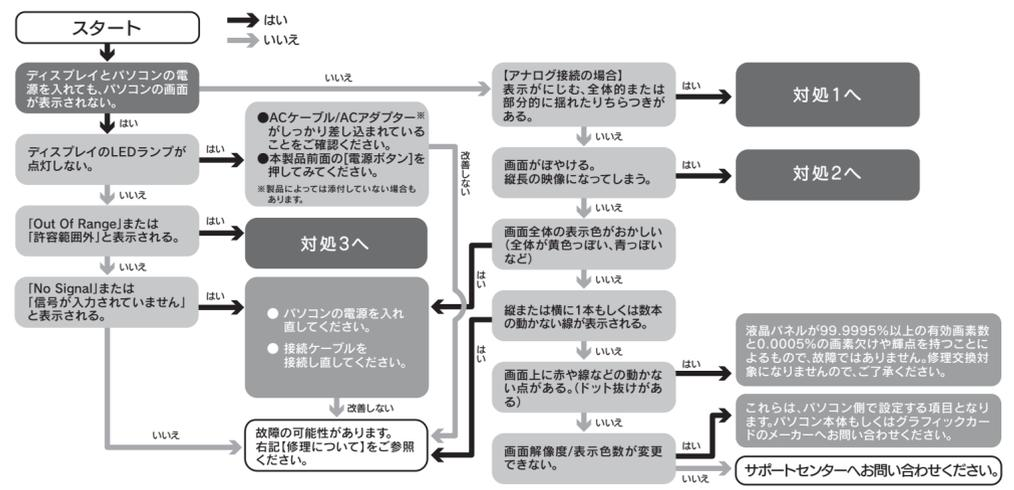 スタート
はい
いいえ
ディスプレイとパソコンの電
源を入れても、パソコンの画面
が表示されない。
いいえ
はい
ディスプレイのLEDランプが
点灯しない。
はい
●ACケーブル/ACアダプター※
がしっかり差し込まれている
ことをご確認ください。
●本製品前面の[電源ボタン]を
押してみてください。
※製品によっては添付していない場合も
あります。
改善しない
いいえ
「Out Of Range」または
「許容範囲外」と表示される。
はい
対処3へ
いいえ
「No Signal」または
「信号が入力されていません」
と表示される。
はい
● パソコンの電源を入れ
直してください。
● 接続ケーブルを
接続し直してください。
改善しない
いいえ
故障の可能性があります。
右記【修理について】をご参照
ください。
【アナログ接続の場合】
表示がにじむ、全体的または
部分的に揺れたりちらつきが
ある。
はい
対処1へ
いいえ
画面がぼやける。
縦長の映像になってしまう。
はい
対処2へ
いいえ
画面全体の表示色がおかしい
(全体が黄色っぽい、青っぽい
など)
はい
いいえ
縦または横に1本もしくは数本
の動かない線が表示される。
はい
いいえ
画面上に赤や線などの動かな
い点がある。(ドット抜けがあ
る)
はい
液晶パネルが99.9995%以上の有効画素数
と0.0005%の画素欠けや輝点を持つことに
よるもので、故障ではありません。修理交換対
象になりませんので、ご了承ください。
いいえ
画面解像度/表示色数が変更
できない。
はい
これらは、パソコン側で設定する項目となり
ます。パソコン本体もしくはグラフィックカー
ドのメーカーへお問い合わせください。
いいえ
サポートセンターへお問い合わせください。